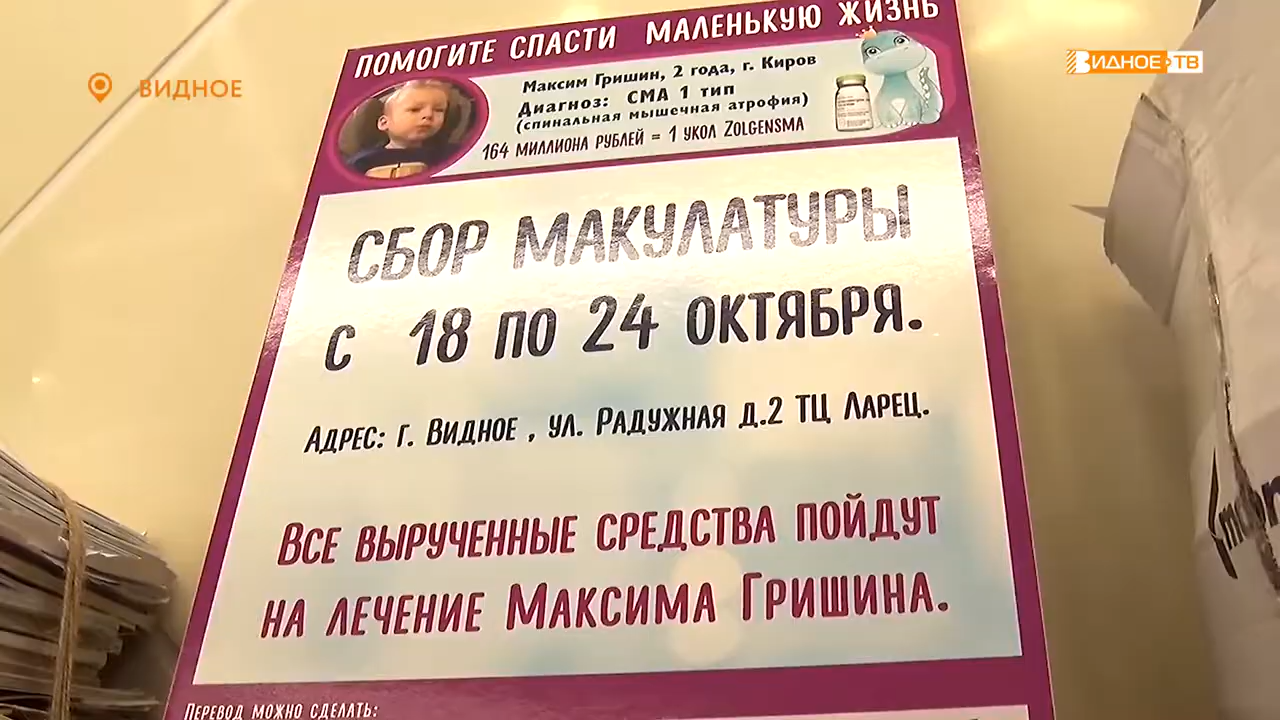 ВИДНОЕ
ВИДНОЕ ТВ
ПОМОГИТЕ СПАСТИ МАЛЕНЬКУЮ ЖИЗНЬ
Максим Гришин, 2 года, г. Киров
Диагноз: СМА 1 тип
(спинальная мышечная атрофия)
164 миллиона рублей = 1 укол Zolgensma
СБОР МАКУЛАТУРЫ
С 18 ПО 24 ОКТЯБРЯ.
Адрес: г. Видное , ул. Радужная д.2 ТЦ Ларец.
Все вырученные средства пойдут
на лечение Максима Гришина.
Перевод можно сделать: